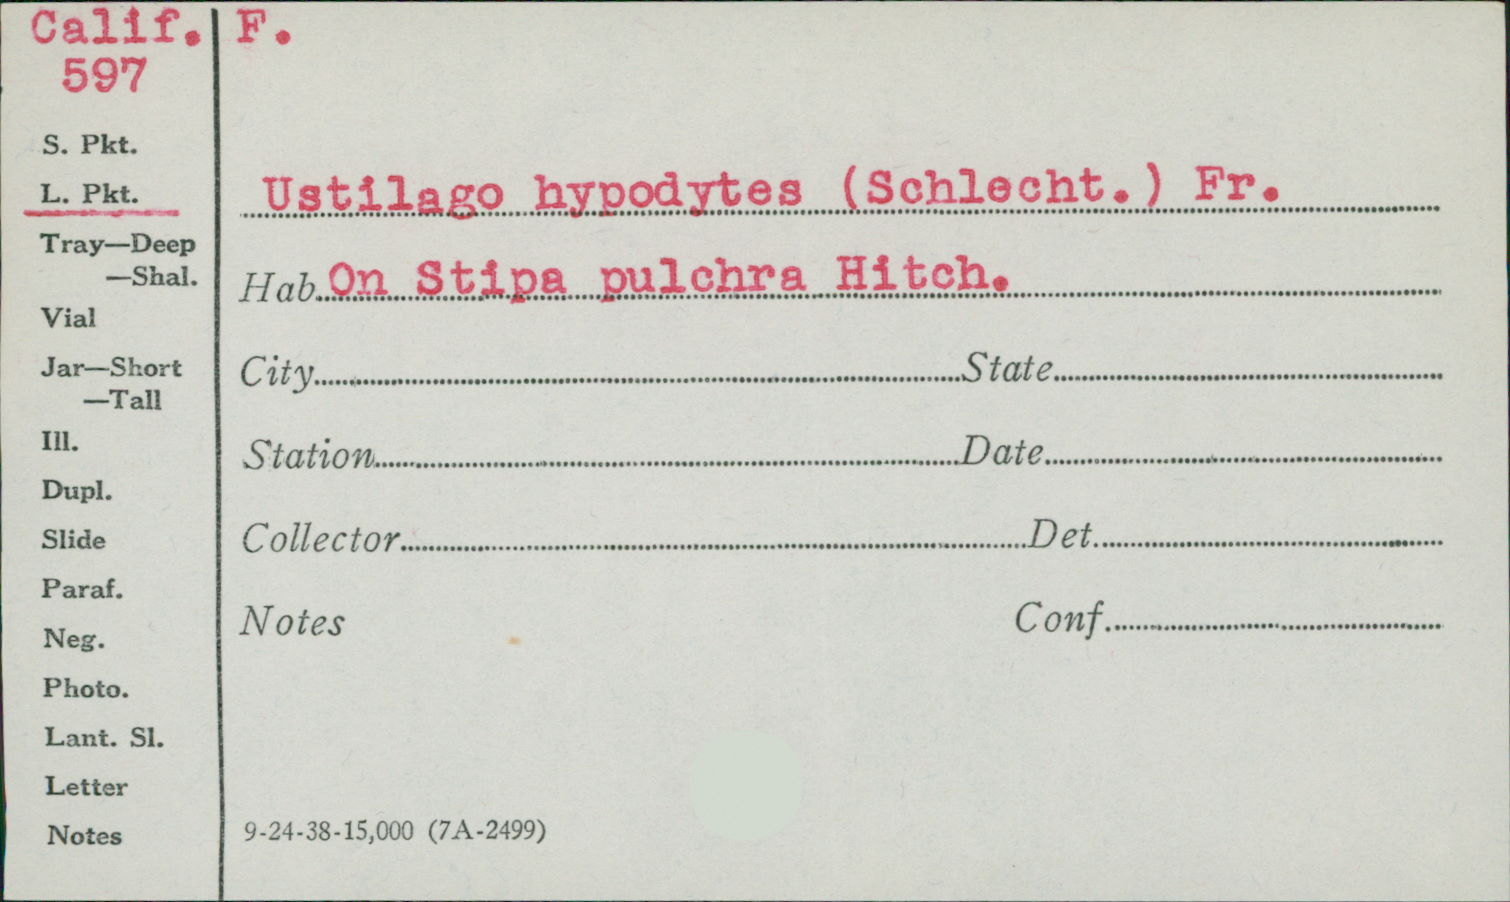 Calif. F.
597
S. Pkt.
L. Pkt.
Tray—Deep
—Shal.
Vial
Jar—Short
—Tall
Ill.
Dupl.
Slide
Paraf.
Neg.
Photo.
Lant. Sl.
Letter
Notes
Ustilago hypodytes (Schlecht.) Fr.
Hab. On Stipa pulchra Hitch.
City State
Station Date
Collector Det.
Notes Conf.
9-24-38-15,000 (7A-2499)